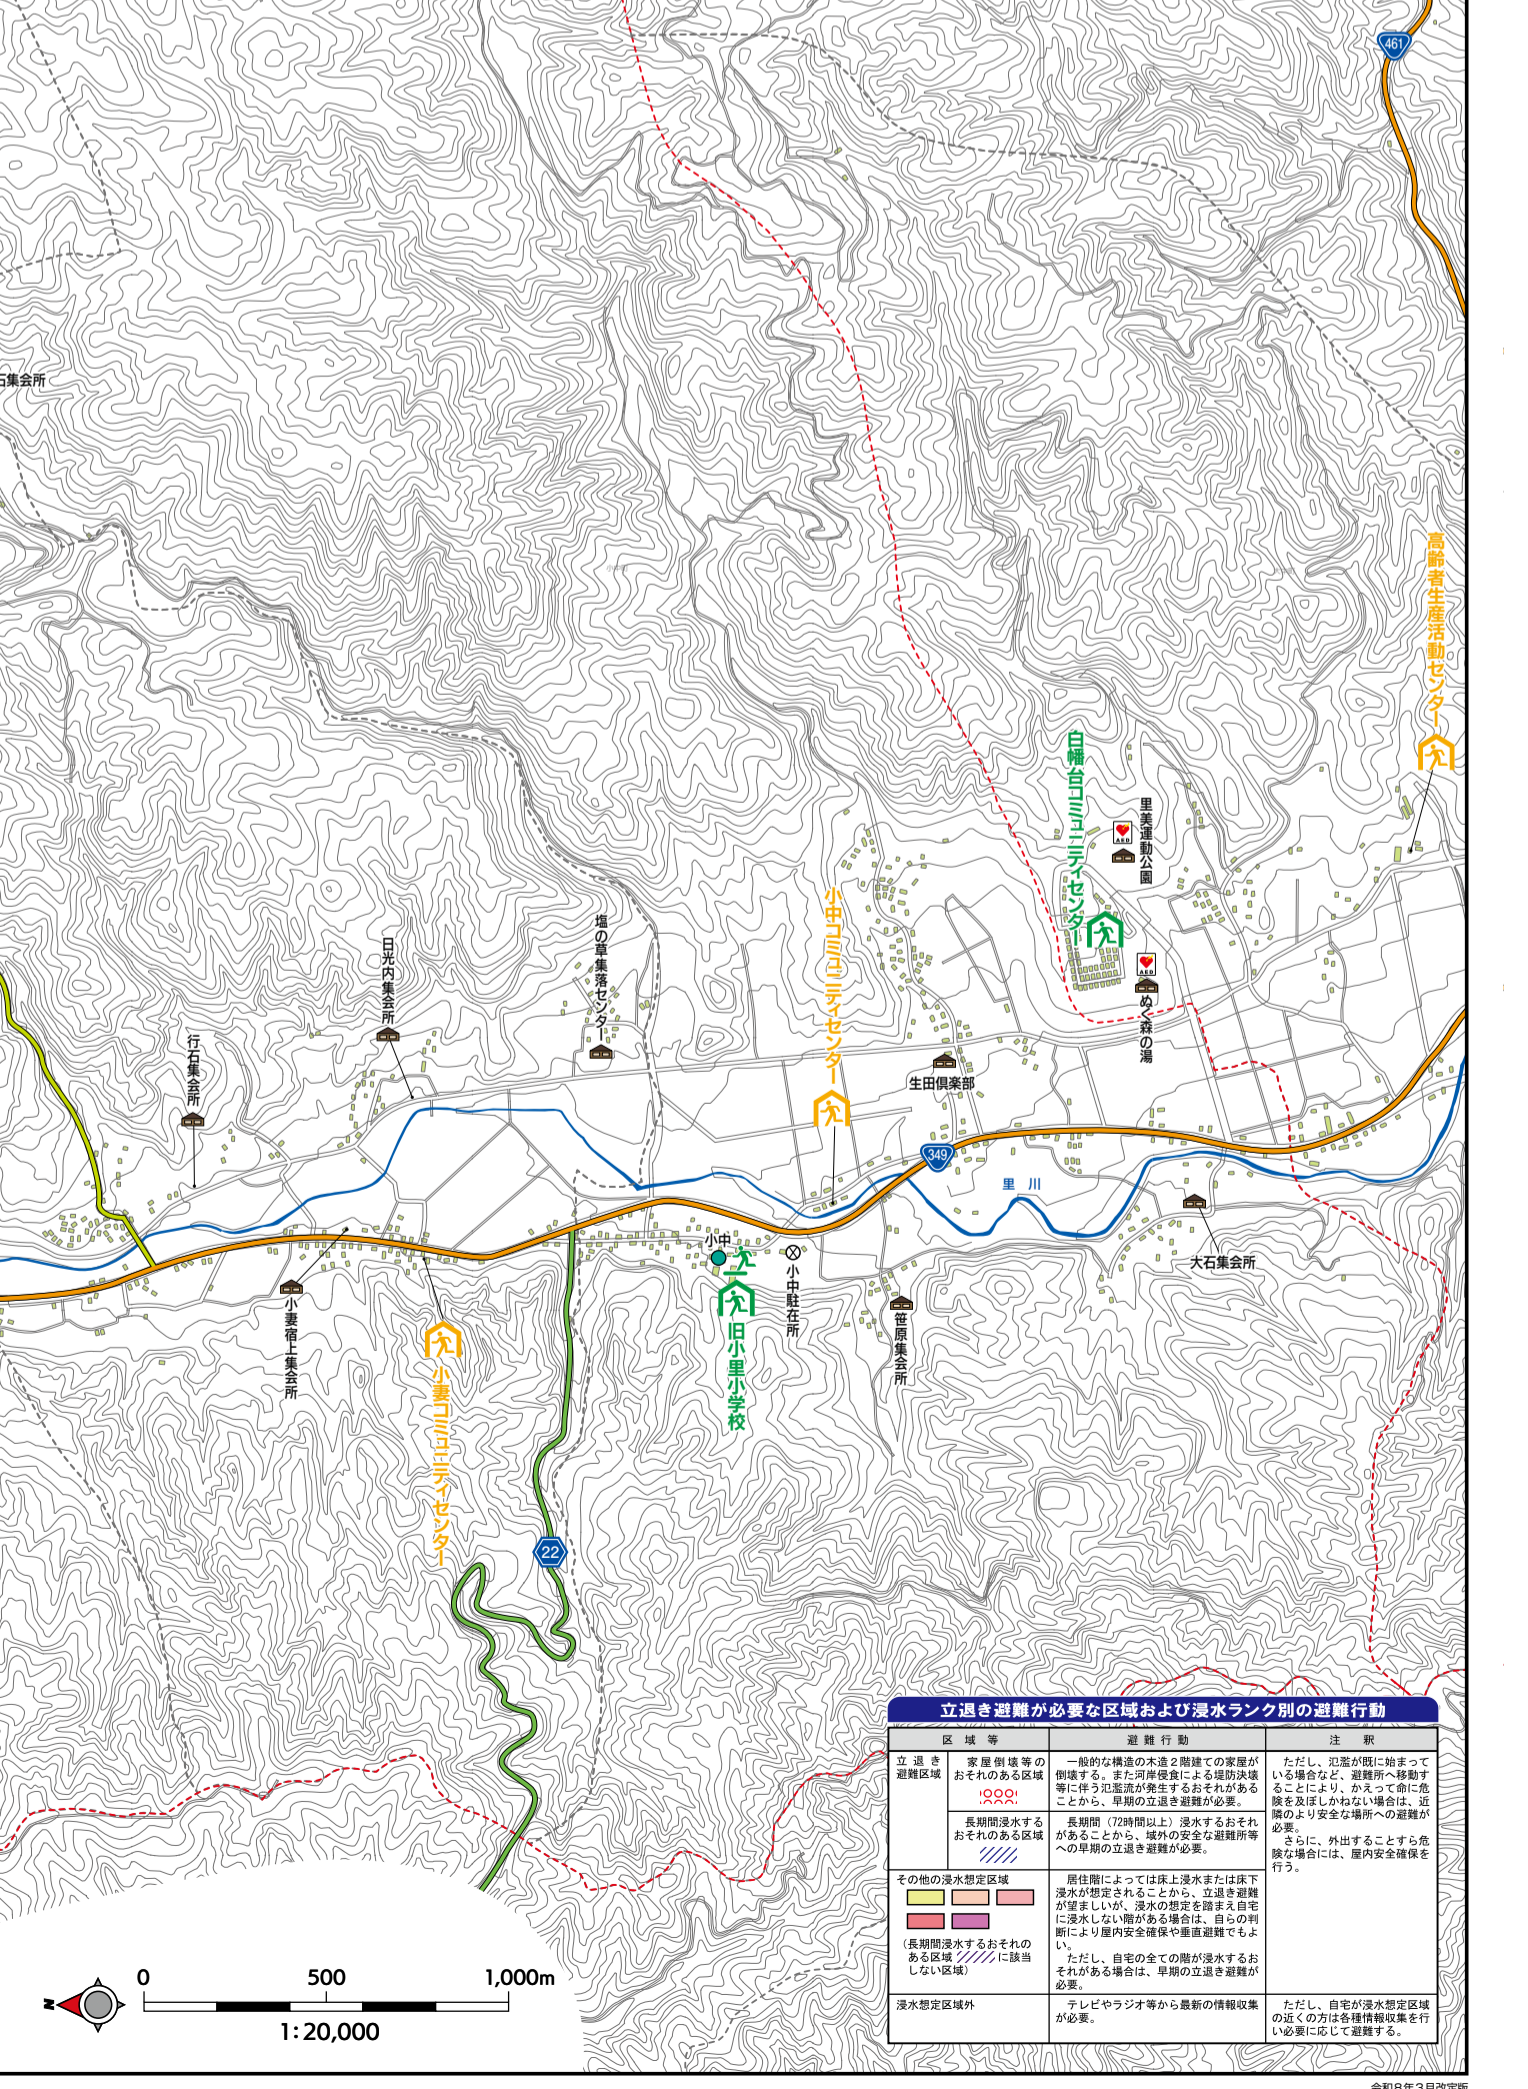 461
石集会所
高齢者生産活動センター
白幡台コミュニティセンター
里美運動公園
AED
小中コミュニティセンター
塩の草集落センター
日光内集会所
AED
ぬく森の湯
行石集会所
生田倶楽部
349
里 川
大石集会所
小中
小中駐在所
旧小里小学校
笹原集会所
小妻宿上集会所
小妻コミュニティセンター
22
立退き避難が必要な区域および浸水ランク別の避難行動
区 域 等
避 難 行 動
注 釈
立 退 き
避難区域
家屋倒壊等の
おそれのある区域
一般的な構造の木造2階建ての家屋が
倒壊する。また河岸侵食による堤防決壊
等に伴う氾濫流が発生するおそれがある
ことから、早期の立退き避難が必要。
ただし、氾濫が既に始まって
いる場合など、避難所へ移動す
ることにより、かえって命に危
険を及ぼしかねない場合は、近
隣のより安全な場所への避難が
必要。
さらに、外出することすら危
険な場合には、屋内安全確保を
行う。
長期間浸水する
おそれのある区域
長期間(72時間以上)浸水するおそれ
があることから、域外の安全な避難所等
への早期の立退き避難が必要。
その他の浸水想定区域
(長期間浸水するおそれの
ある区域 に該当
しない区域)
居住階によっては床上浸水または床下
浸水が想定されることから、立退き避難
が望ましいが、浸水の想定を踏まえ自宅
に浸水しない階がある場合は、自らの判
断により屋内安全確保や垂直避難でもよ
い。
ただし、自宅の全ての階が浸水するお
それがある場合は、早期の立退き避難が
必要。
浸水想定区域外
テレビやラジオ等から最新の情報収集
が必要。
ただし、自宅が浸水想定区域
の近くの方は各種情報収集を行
い必要に応じて避難する。
N
0 500 1,000m
1:20,000
令和8年3月改定版